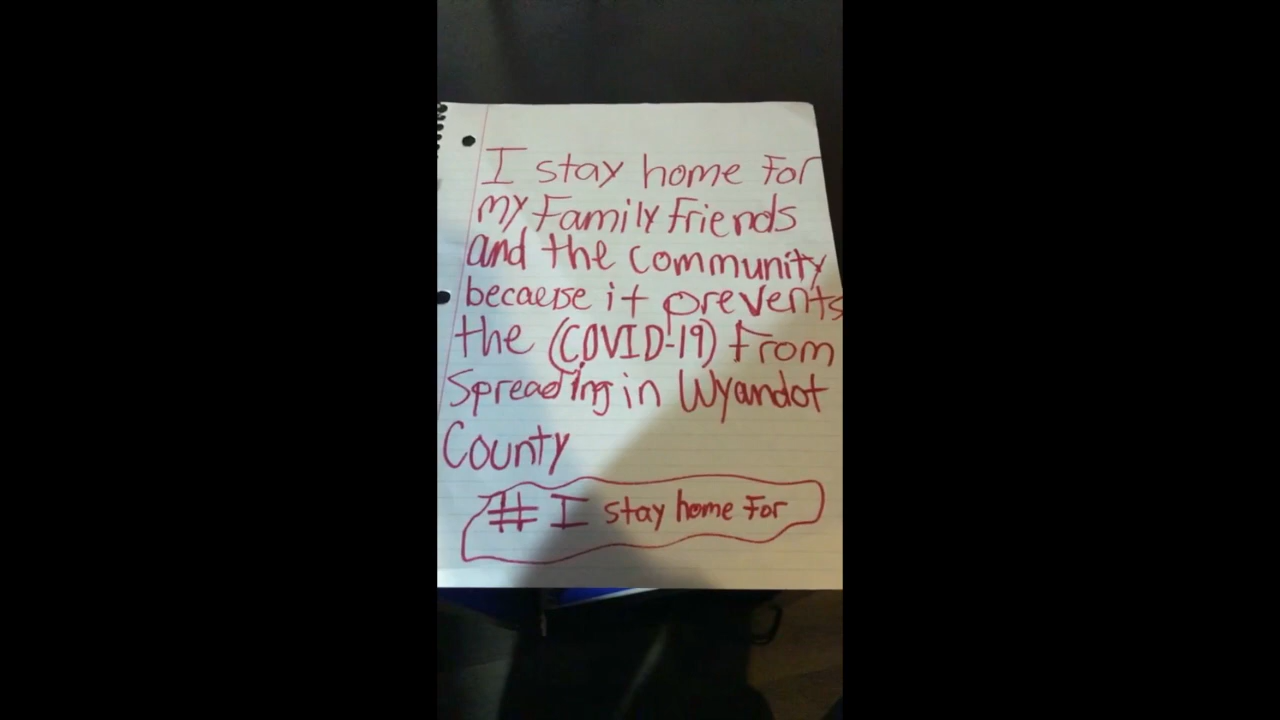 I stay home For
my Family Friends
and the community
because it prevents
the (COVID-19) From
Spreading in Wyandot
County
# I stay home For